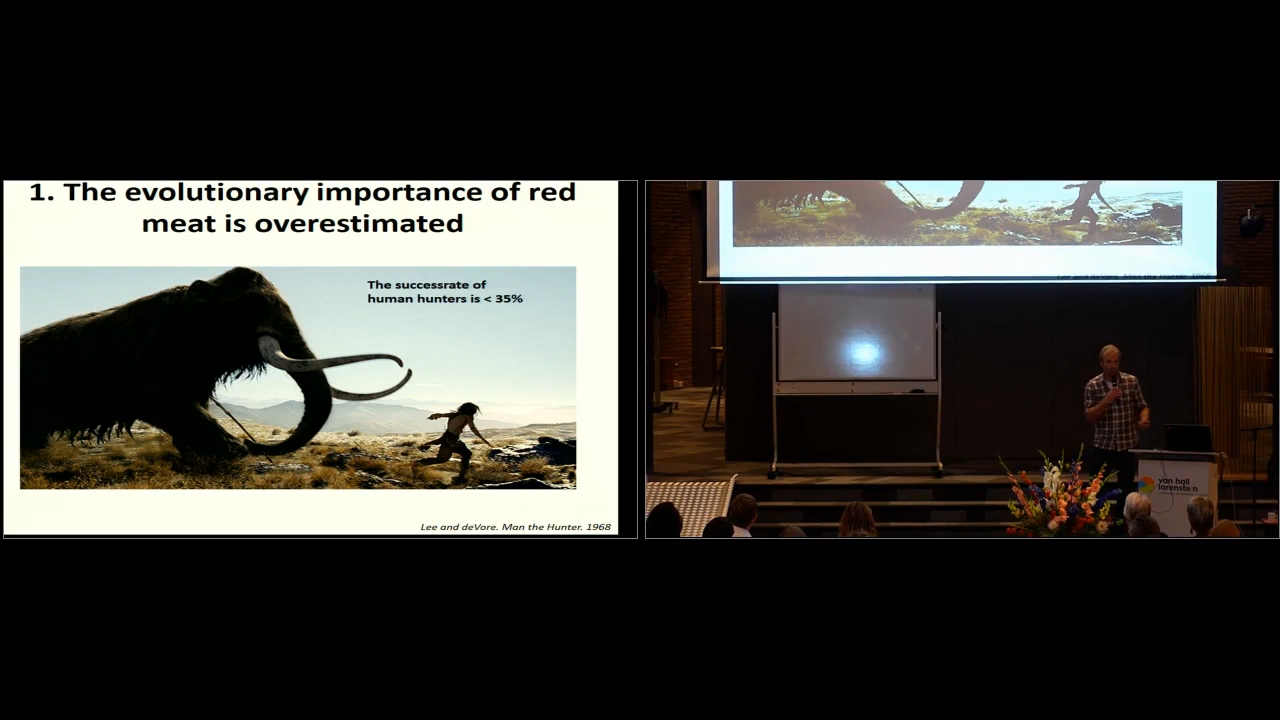 1. The evolutionary importance of red
meat is overestimated
The successrate of
human hunters is < 35%
Lee and deVore. Man the Hunter. 1968
van hall
larenstein